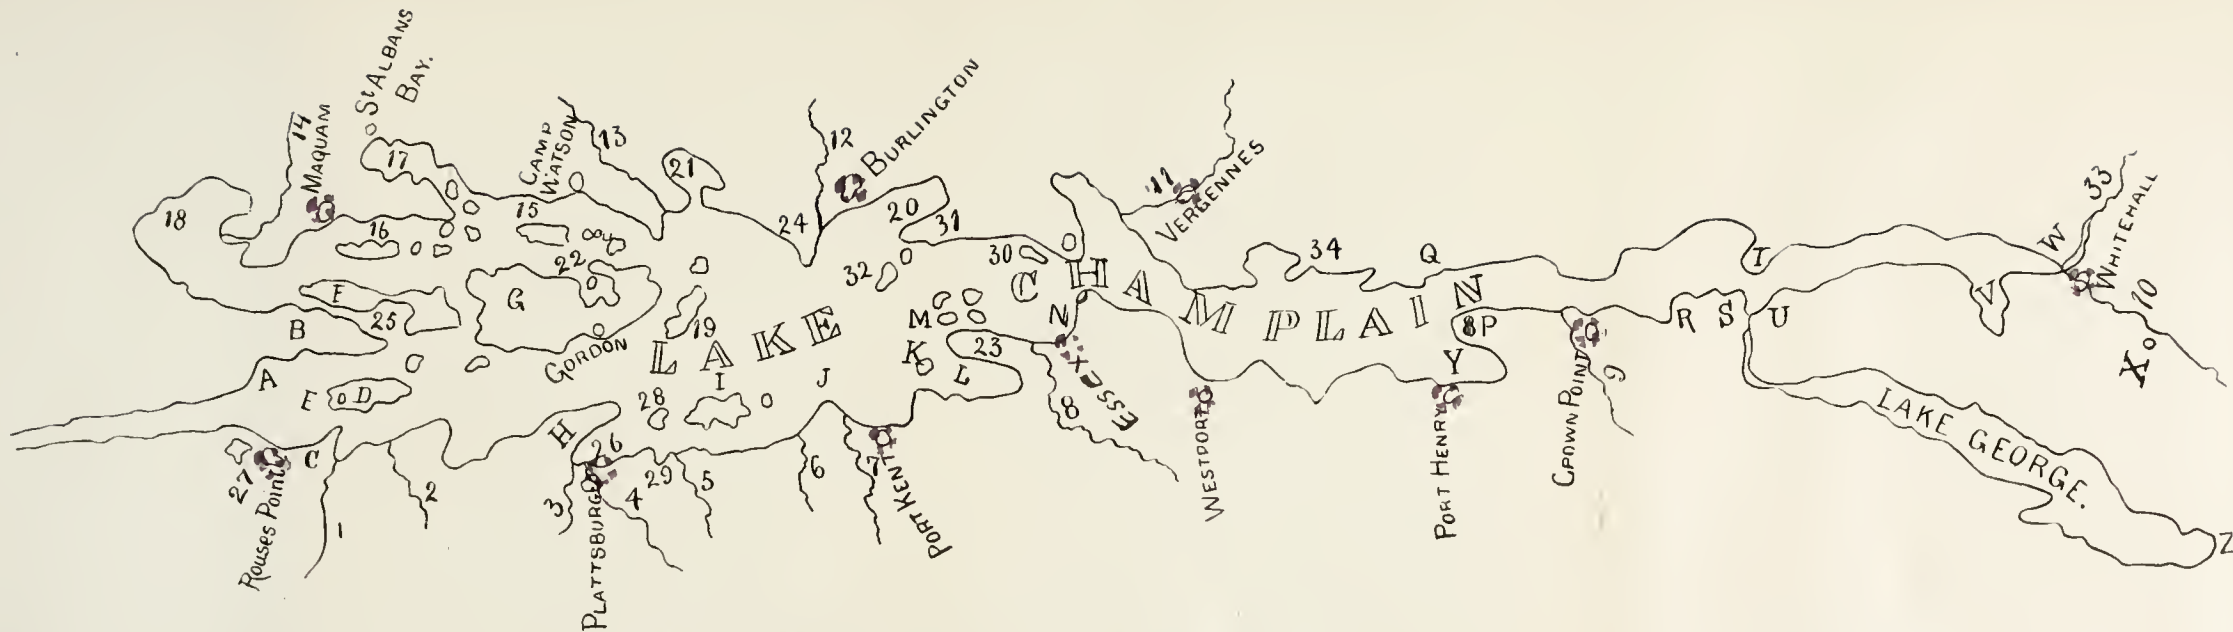 St ALBANS
BAY.
14
MAQUAN
17
CAMP
WATSON
13
21
12
BURLINGTON
11
VERGENNES
33
WHITEHALL
W
18
16
15
24
20
31
34
Q
T
22
30
O
32
F
G
C H A M P L A I N
25
B
19
M
N
8P
R
S
U
V
10
GORDON
LAKE
K
23
Y
X
A
I
J
L
E
D
28
ESSEX
8
WESTPORT
PORT HENRY
CROWN POINT
9
LAKE GEORGE.
H
26
27
ROUSES POINT
C
1
2
3
PLATTSBURGH
4
29
5
6
7
PORT KENT
Z